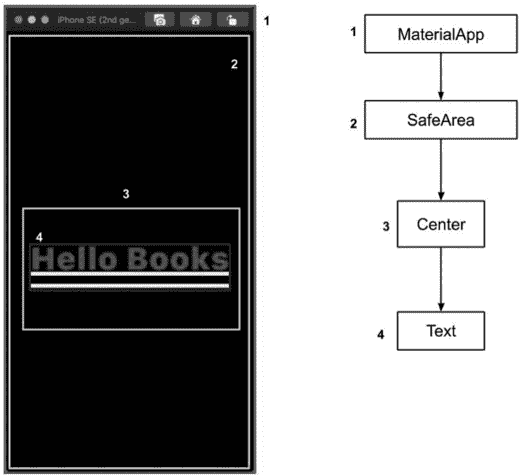 iPhone SE (2nd ge...
1
2
3
4
Hello Books
1
MaterialApp
2
SafeArea
3
Center
4
Text